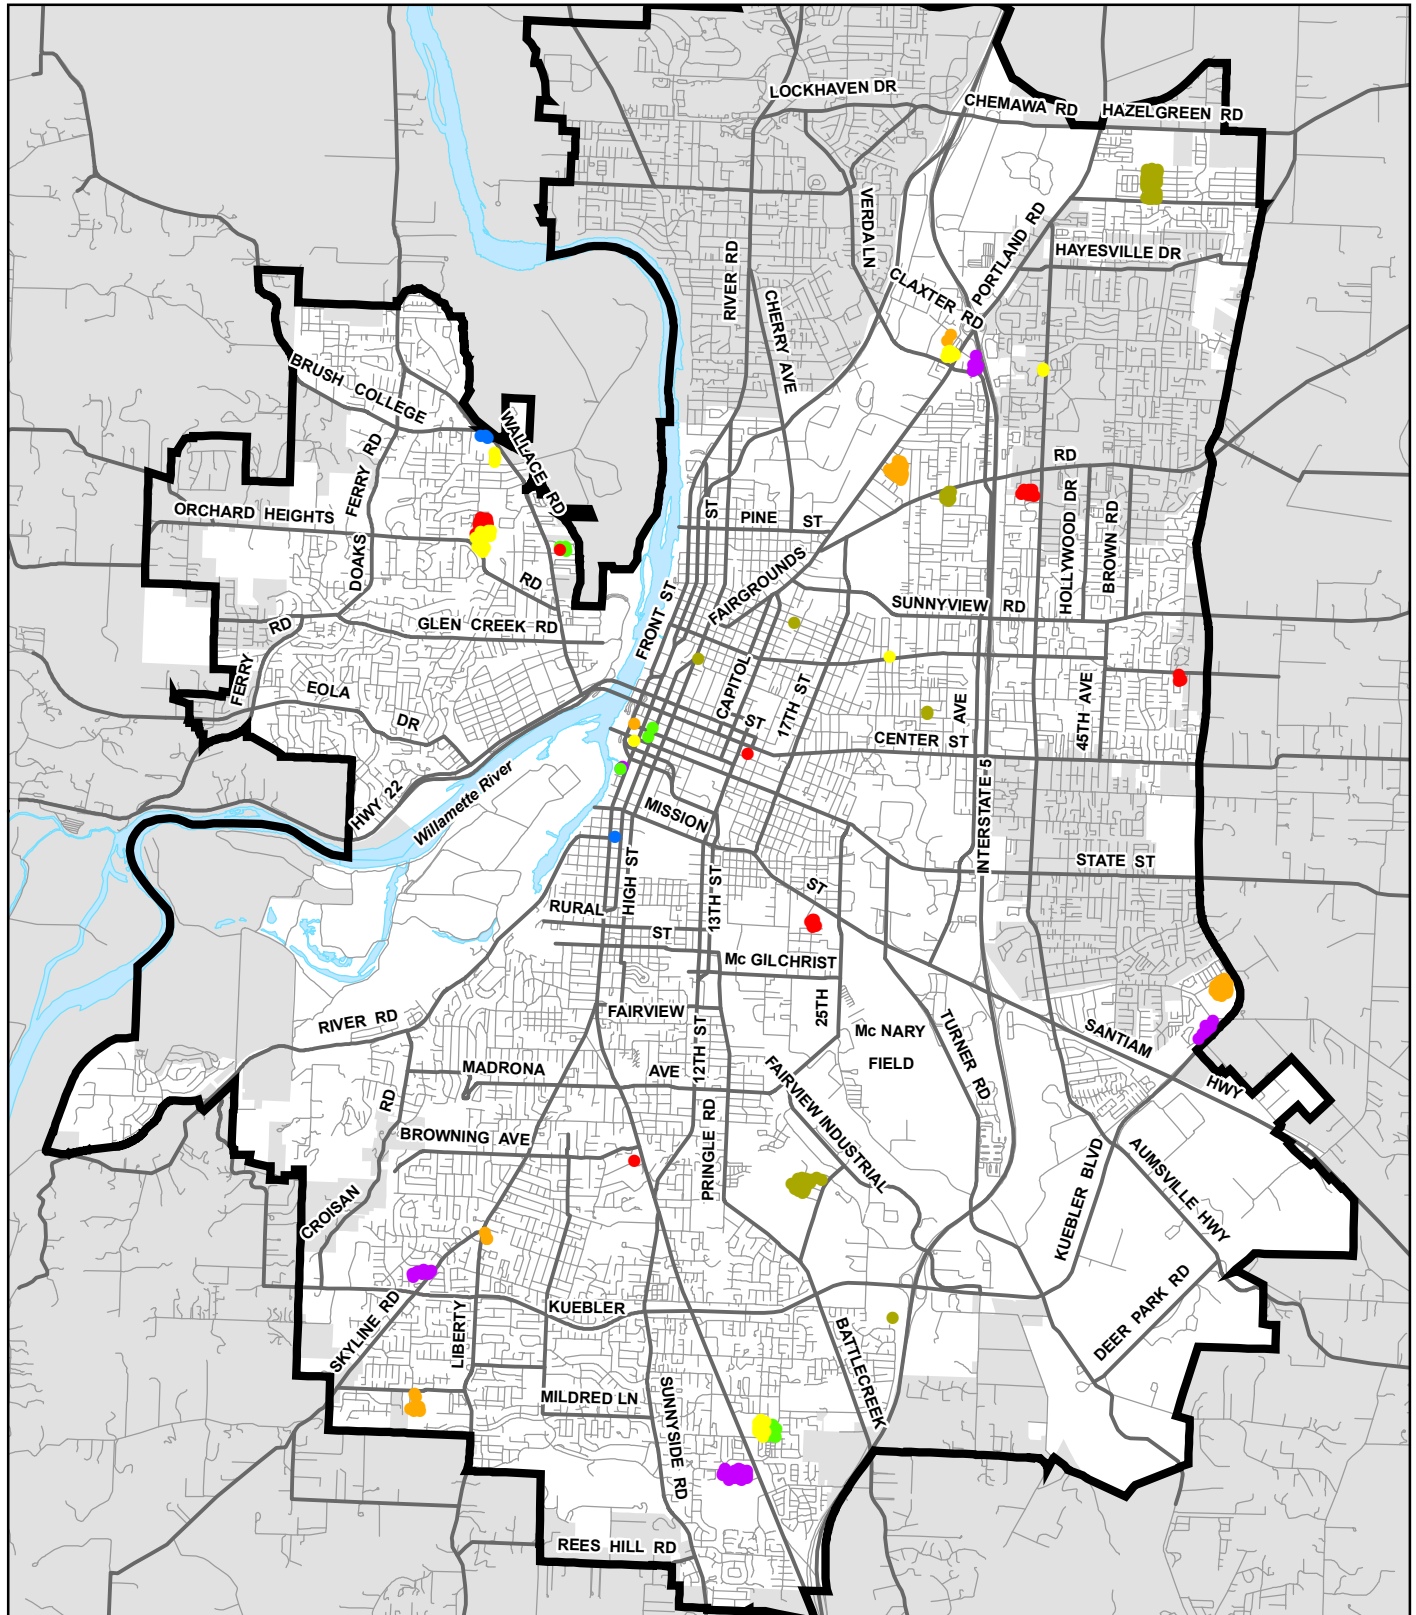 LOCKHAVEN DR
CHEMAWA RD
HAZELGREEN RD
VERDA LN
PORTLAND RD
HAYESVILLE DR
RIVER RD
CHERRY AVE
CLAXTER RD
BRUSH COLLEGE
WALLACE RD
DOAKS FERRY RD
ORCHARD HEIGHTS
RD
RD
ST
PINE ST
HOLLYWOOD DR
BROWN RD
FAIRGROUNDS
SUNNYVIEW RD
FRONT ST
GLEN CREEK RD
RD
FERRY
EOLA
DR
CAPITOL
ST
17TH ST
AVE
CENTER ST
45TH AVE
INTERSTATE 5
HWY 22
Willamette River
MISSION
ST
STATE ST
HIGH ST
13TH ST
RURAL
ST
Mc GILCHRIST
25TH
FAIRVIEW
RIVER RD
Mc NARY
FIELD
TURNER RD
SANTIAM
HWY
MADRONA
AVE
12TH ST
RD
BROWNING AVE
FAIRVIEW INDUSTRIAL
PRINGLE RD
CROISAN
KUEBLER BLVD
AUMSVILLE HWY
DEER PARK RD
SKYLINE RD
LIBERTY
KUEBLER
BATTLECREEK
MILDRED LN
SUNNYSIDE RD
REES HILL RD